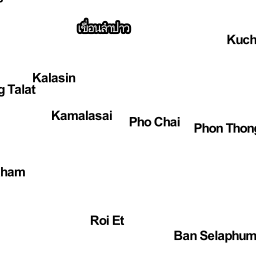 เขื่อนลำปาว
Kuch
Kalasin
g Talat
Kamalasai
Pho Chai
Phon Thong
ham
Roi Et
Ban Selaphum